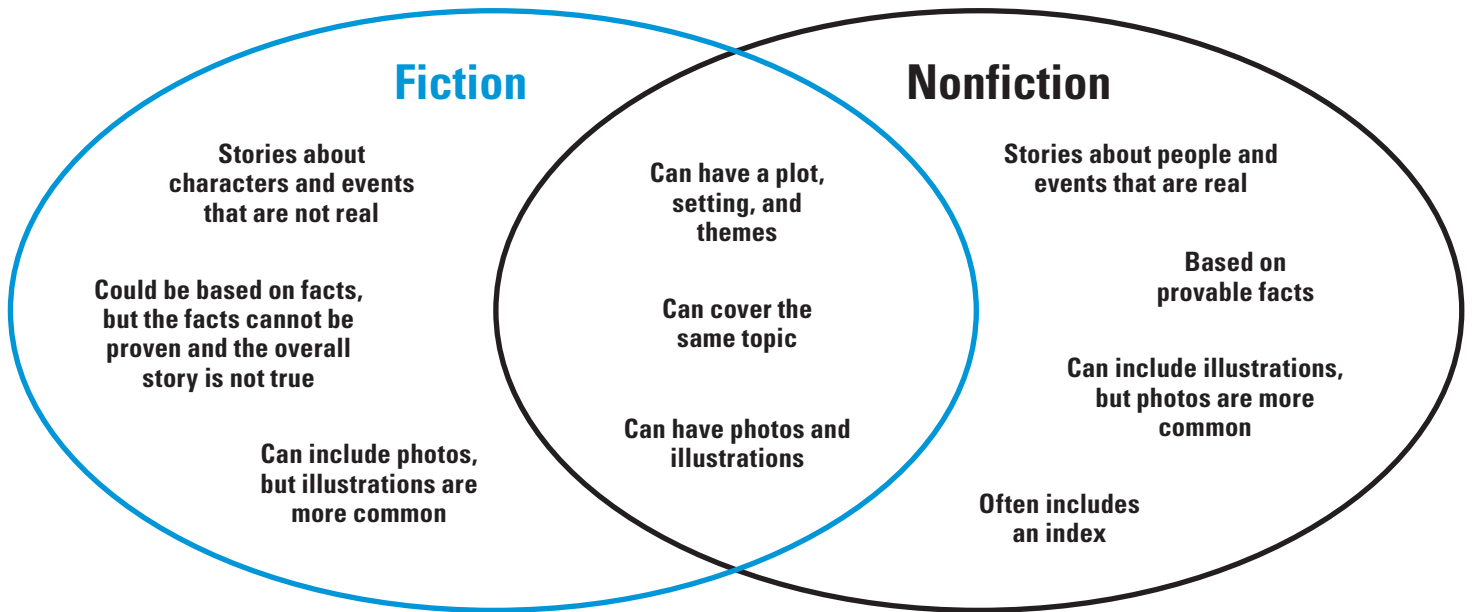 Fiction
Stories about
characters and events
that are not real
Could be based on facts,
but the facts cannot be
proven and the overall
story is not true
Can include photos,
but illustrations are
more common
Can have a plot,
setting, and
themes
Can cover the
same topic
Can have photos and
illustrations
Nonfiction
Stories about people and
events that are real
Based on
provable facts
Can include illustrations,
but photos are more
common
Often includes
an index